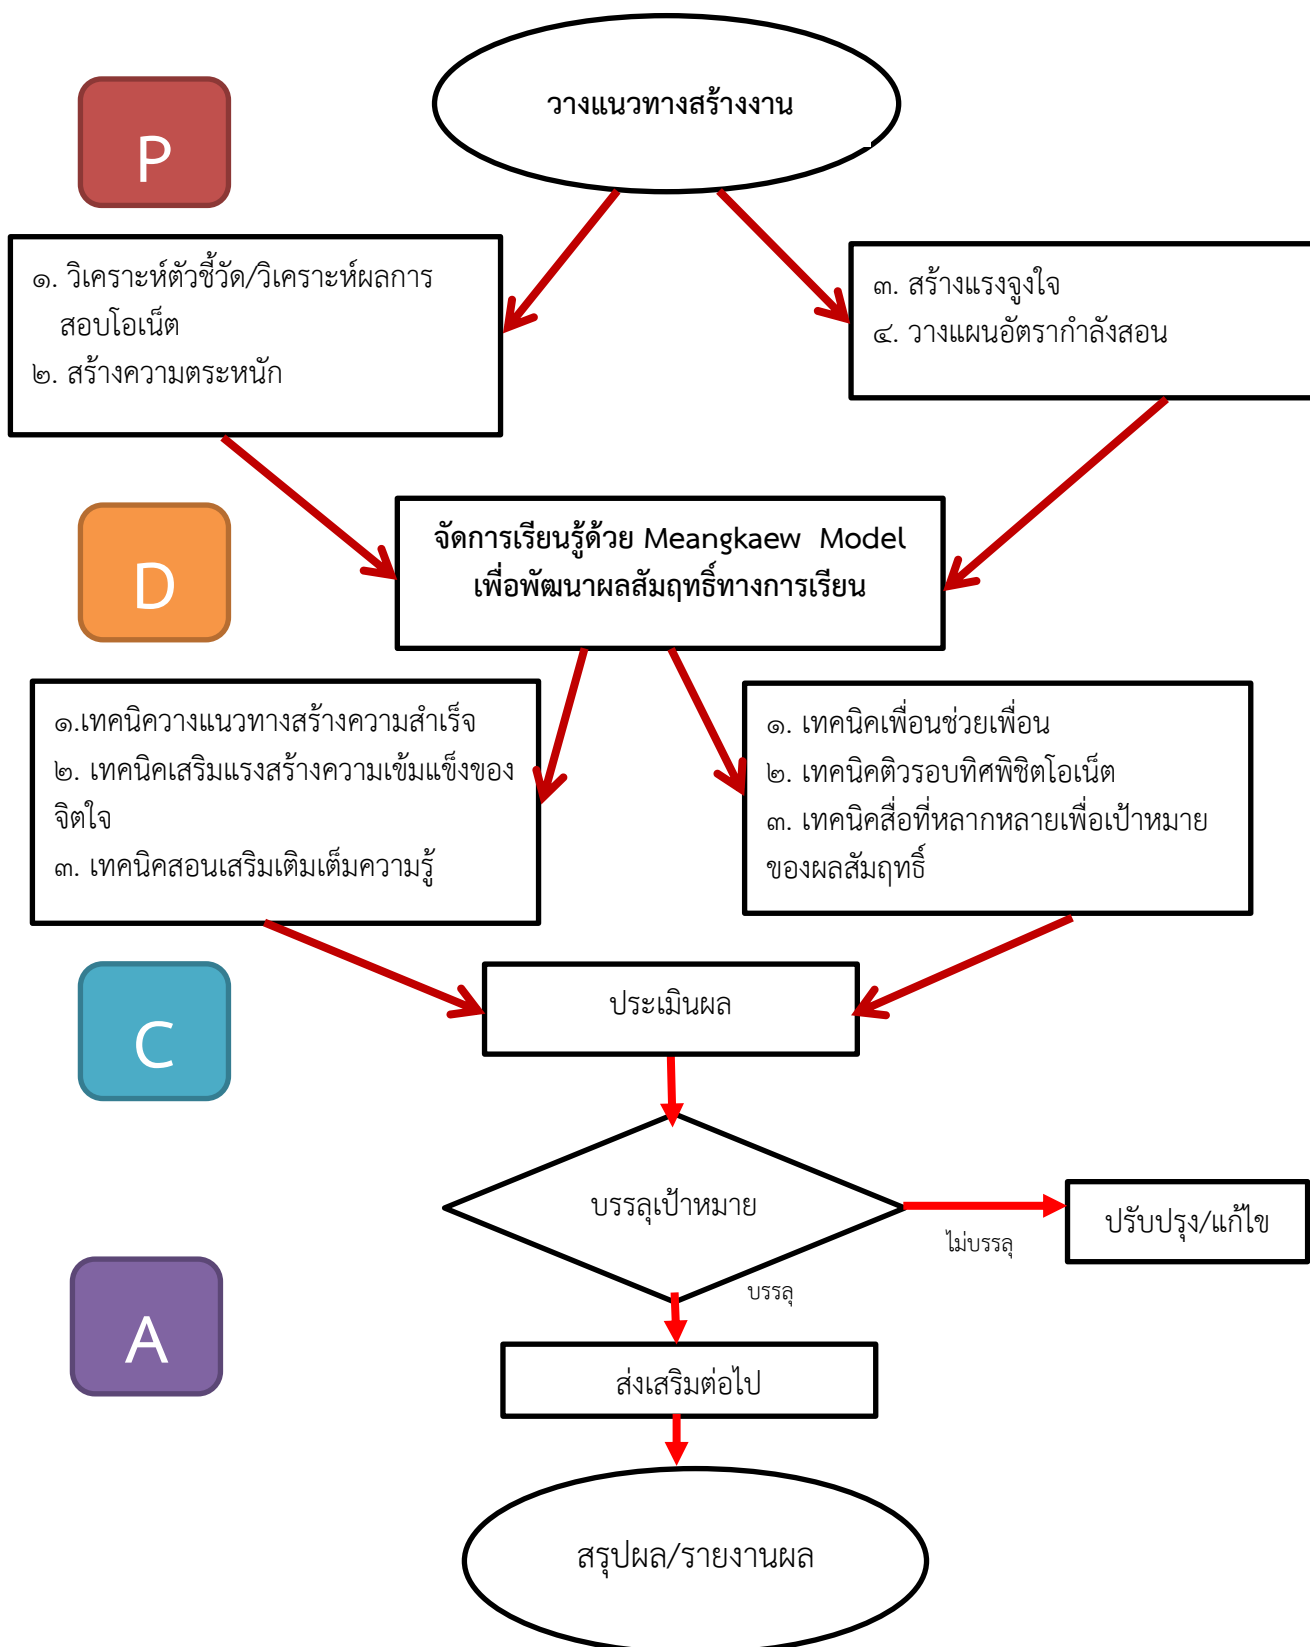 วางแนวทางสร้างงาน
P
๑. วิเคราะห์ตัวชี้วัด/วิเคราะห์ผลการ
สอบโอเน็ต
๒. สร้างความตระหนัก
๓. สร้างแรงจูงใจ
๔. วางแผนอัตรากำลังสอน
D
จัดการเรียนรู้ด้วย Meangkaew Model
เพื่อพัฒนาผลสัมฤทธิ์ทางการเรียน
๑.เทคนิควางแนวทางสร้างความสำเร็จ
๒. เทคนิคเสริมแรงสร้างความเข้มแข็งของ
จิตใจ
๓. เทคนิคสอนเสริมเติมเต็มความรู้
๑. เทคนิคเพื่อนช่วยเพื่อน
๒. เทคนิคติวรอบทิศพิชิตโอเน็ต
๓. เทคนิคสื่อที่หลากหลายเพื่อเป้าหมาย
ของผลสัมฤทธิ์
C
ประเมินผล
บรรลุเป้าหมาย
ไม่บรรลุ
ปรับปรุง/แก้ไข
บรรลุ
A
ส่งเสริมต่อไป
สรุปผล/รายงานผล